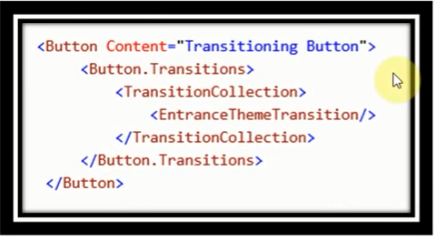 <Button Content="Transitioning Button">
<Button.Transitions>
<TransitionCollection>
<EntranceThemeTransition/>
</TransitionCollection>
</Button.Transitions>
</Button>